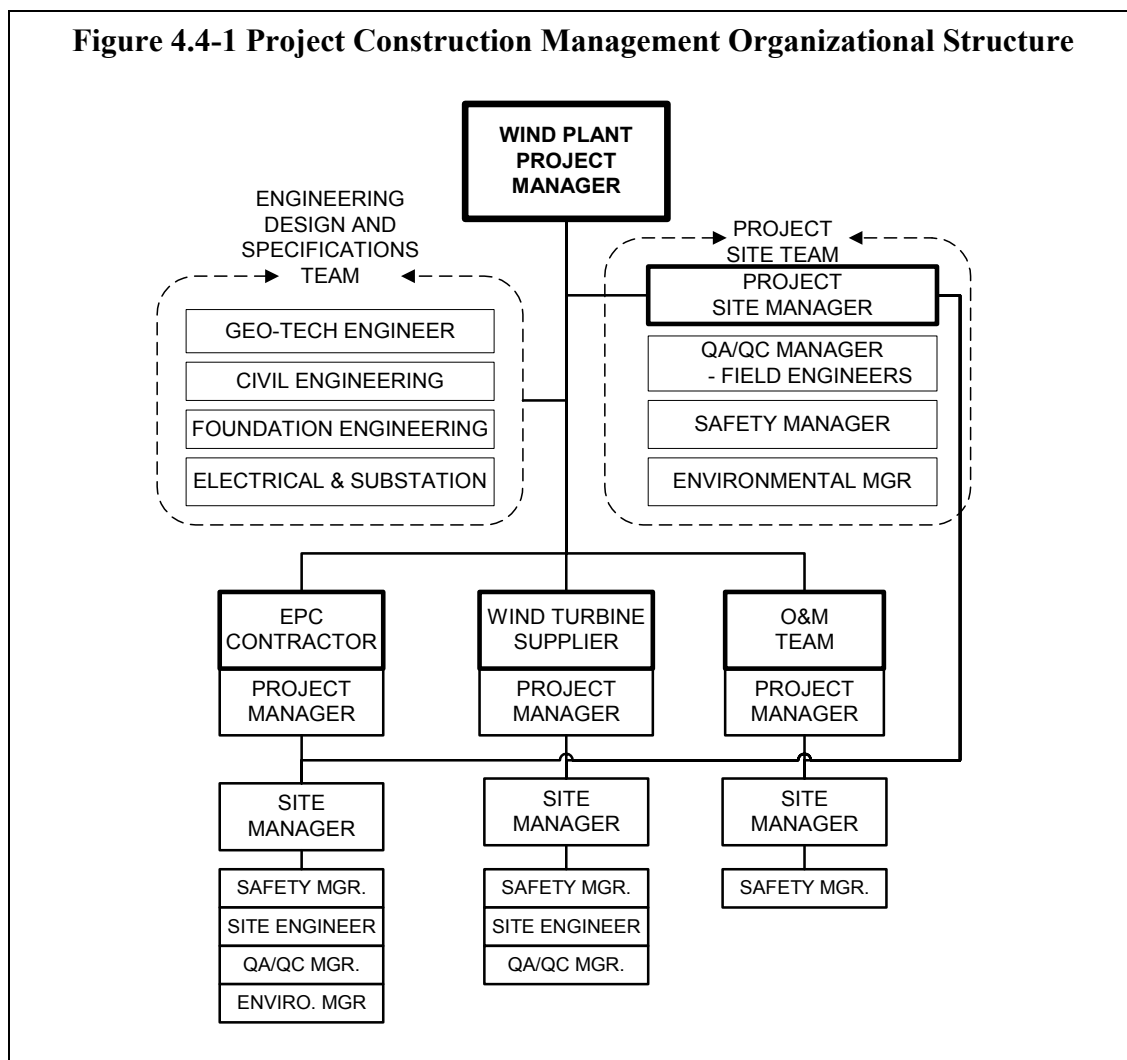 Figure 4.4-1 Project Construction Management Organizational Structure
WIND PLANT
PROJECT
MANAGER
ENGINEERING
DESIGN AND
SPECIFICATIONS
TEAM
GEO-TECH ENGINEER
CIVIL ENGINEERING
FOUNDATION ENGINEERING
ELECTRICAL & SUBSTATION
PROJECT
SITE TEAM
PROJECT
SITE MANAGER
QA/QC MANAGER
- FIELD ENGINEERS
SAFETY MANAGER
ENVIRONMENTAL MGR
EPC
CONTRACTOR
PROJECT
MANAGER
SITE
MANAGER
SAFETY MGR.
SITE ENGINEER
QA/QC MGR.
ENVIRO. MGR
WIND TURBINE
SUPPLIER
PROJECT
MANAGER
SITE
MANAGER
SAFETY MGR.
SITE ENGINEER
QA/QC MGR.
O&M
TEAM
PROJECT
MANAGER
SITE
MANAGER
SAFETY MGR.